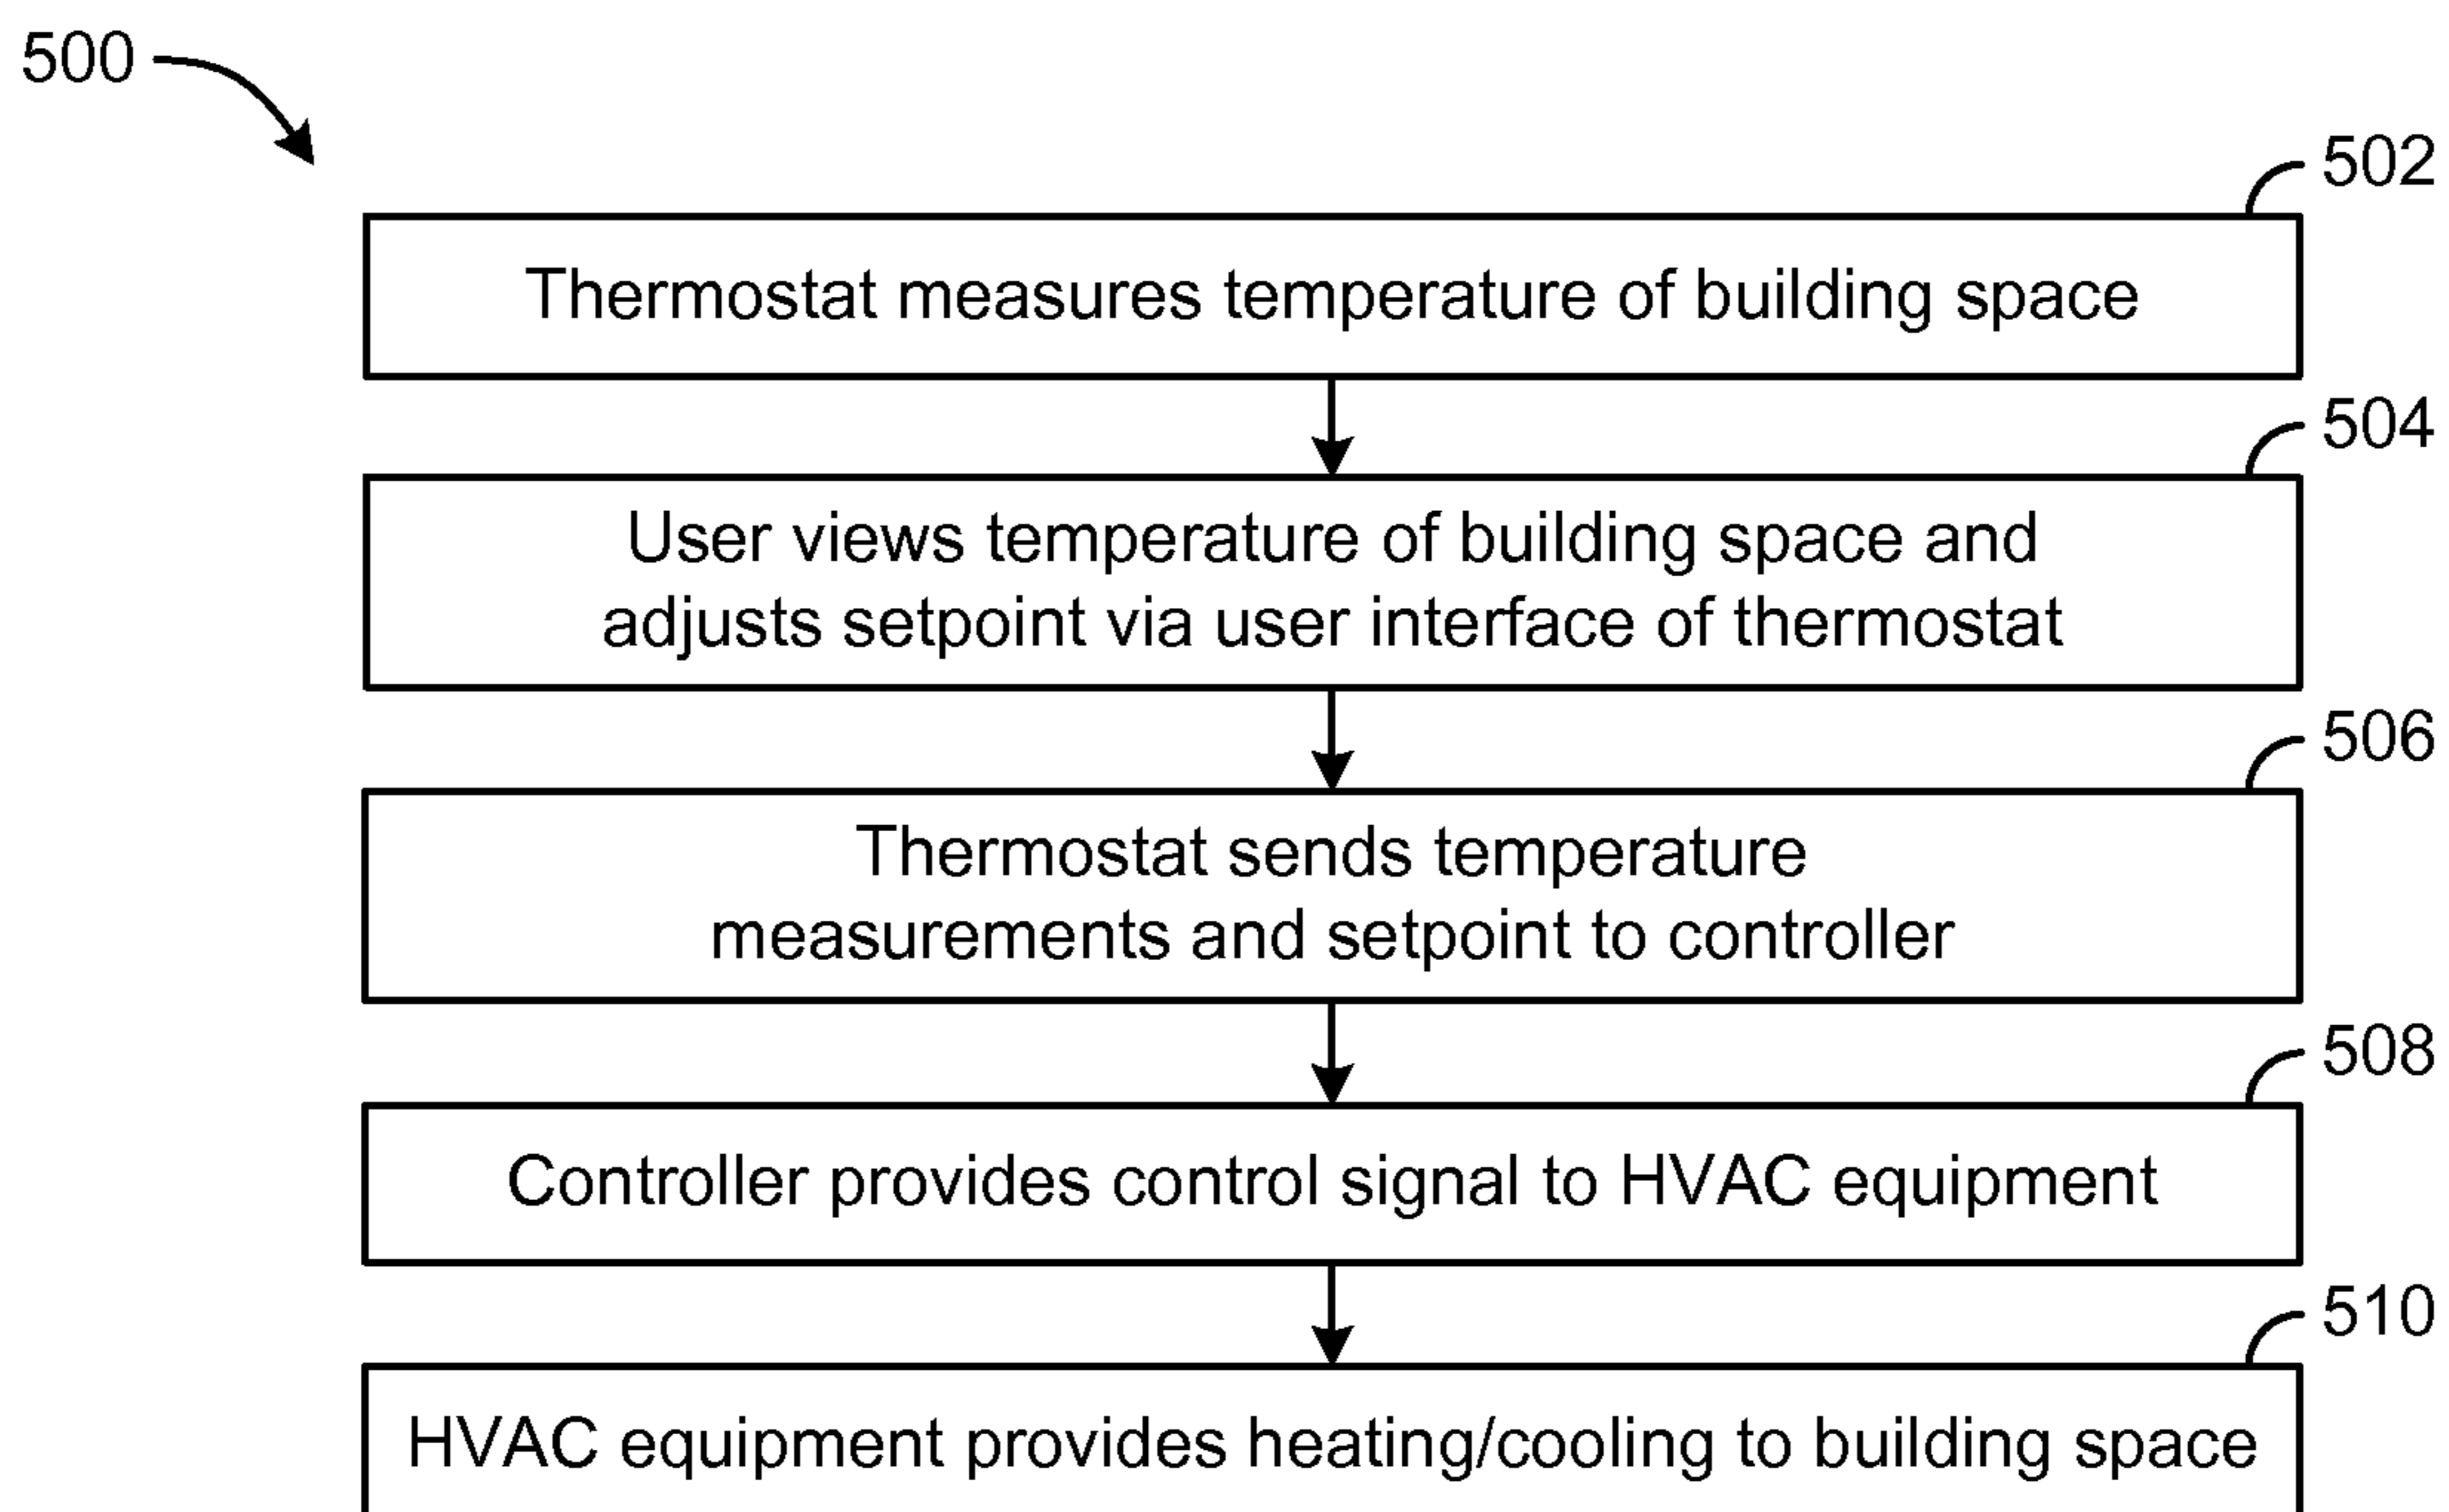 500
502
Thermostat measures temperature of building space
504
User views temperature of building space and
adjusts setpoint via user interface of thermostat
506
Thermostat sends temperature
measurements and setpoint to controller
508
Controller provides control signal to HVAC equipment
510
HVAC equipment provides heating/cooling to building space